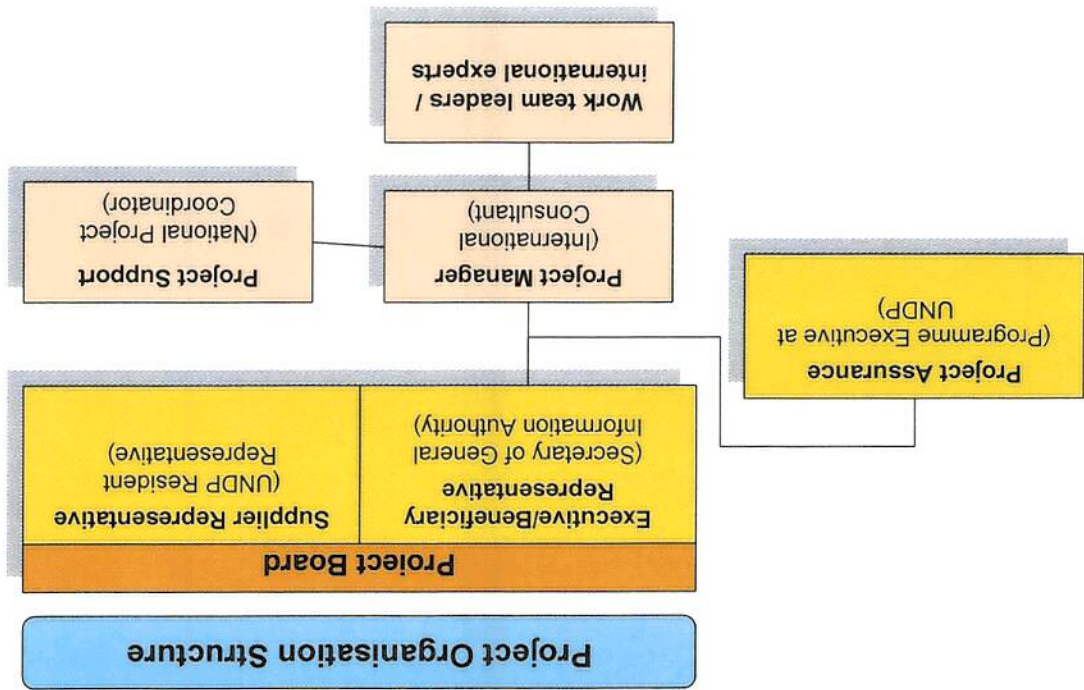 Project Organisation Structure
Project Board
Executive/Beneficiary
Representative
(Secretary of General
Information Authority)
Supplier Representative
(UNDP Resident
Representative)
Project Assurance
(Programme Executive at
UNDP)
Project Manager
(International
Consultant)
Project Support
(National Project
Coordinator)
Work team leaders /
international experts